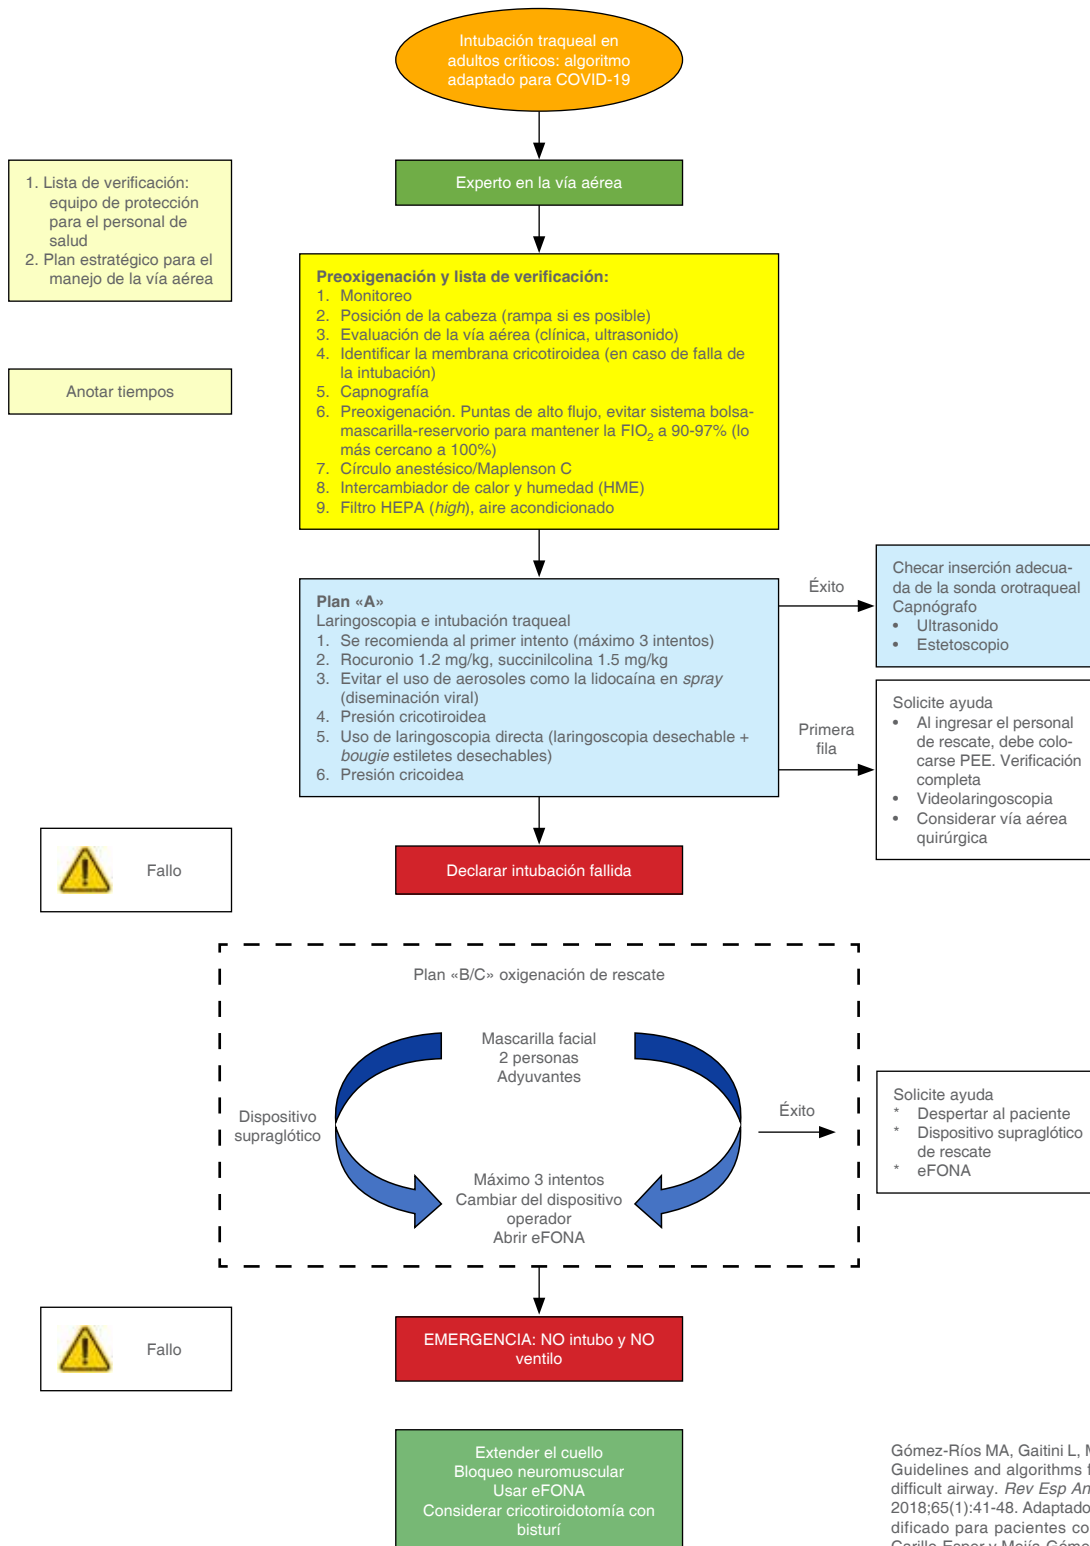 Intubación traqueal en
adultos críticos: algoritmo
adaptado para COVID-19
Experto en la vía aérea
1. Lista de verificación:
equipo de protección
para el personal de
salud
2. Plan estratégico para el
manejo de la vía aérea
Anotar tiempos
Preoxigenación y lista de verificación:
1. Monitoreo
2. Posición de la cabeza (rampa si es posible)
3. Evaluación de la vía aérea (clínica, ultrasonido)
4. Identificar la membrana cricotiroidea (en caso de falla de
la intubación)
5. Capnografía
6. Preoxigenación. Puntas de alto flujo, evitar sistema bolsa-
mascarilla-reservorio para mantener la FIO2 a 90-97% (lo
más cercano a 100%)
7. Círculo anestésico/Maplenson C
8. Intercambiador de calor y humedad (HME)
9. Filtro HEPA (high), aire acondicionado
Plan «A»
Laringoscopia e intubación traqueal
1. Se recomienda al primer intento (máximo 3 intentos)
2. Rocuronio 1.2 mg/kg, succinilcolina 1.5 mg/kg
3. Evitar el uso de aerosoles como la lidocaína en spray
(diseminación viral)
4. Presión cricotiroidea
5. Uso de laringoscopia directa (laringoscopia desechable +
bougie estiletes desechables)
6. Presión cricoidea
Éxito
Checar inserción adecua-
da de la sonda orotraqueal
Capnógrafo
• Ultrasonido
• Estetoscopio
Primera
fila
Solicite ayuda
• Al ingresar el personal
de rescate, debe colo-
carse PEE. Verificación
completa
• Videolaringoscopia
• Considerar vía aérea
quirúrgica
Fallo
Declarar intubación fallida
Plan «B/C» oxigenación de rescate
Mascarilla facial
2 personas
Adyuvantes
Dispositivo
supraglótico
Máximo 3 intentos
Cambiar del dispositivo
operador
Abrir eFONA
Éxito
Solicite ayuda
* Despertar al paciente
* Dispositivo supraglótico
de rescate
* eFONA
Fallo
EMERGENCIA: NO intubo y NO
ventilo
Extender el cuello
Bloqueo neuromuscular
Usar eFONA
Considerar cricotiroidotomía con
bisturí
Gómez-Ríos MA, Gaitini L, M
Guidelines and algorithms f
difficult airway. Rev Esp An
2018;65(1):41-48. Adaptado
dificado para pacientes co